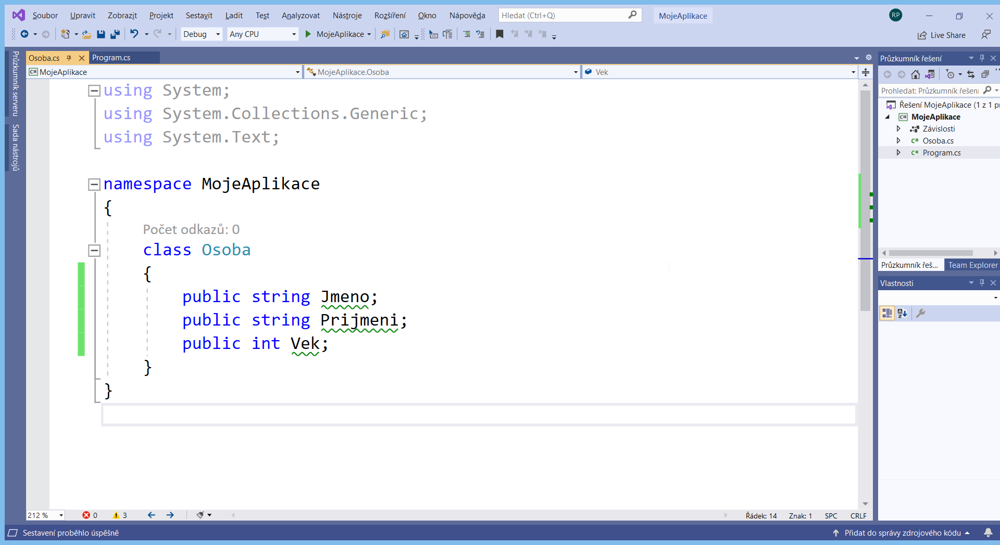 Soubor Upravit Zobrazit Projekt Sestavit Ladit Test Analyzovat Nástroje Rozšíření Okno Nápověda Hledat (Ctrl+Q) MojeAplikace RP
Debug Any CPU MojeAplikace Live Share
Průzkumník serveru
Sada nástrojů
Osoba.cs Program.cs
C# MojeAplikace MojeAplikace.Osoba Vek
using System;
using System.Collections.Generic;
using System.Text;
namespace MojeAplikace
{
Počet odkazů: 0
class Osoba
{
public string Jmeno;
public string Prijmeni;
public int Vek;
}
}
212 % 0 3 Řádek: 14 Znak: 1 SPC CRLF
Průzkumník řešení
Prohledat: Průzkumník řešení
Řešení MojeAplikace (1 z 1 pr
C# MojeAplikace
Závislosti
C# Osoba.cs
C# Program.cs
Průzkumník řeš... Team Explorer
Vlastnosti
Sestavení proběhlo úspěšně Přidat do správy zdrojového kódu